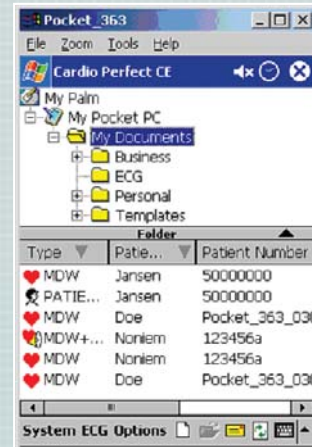 Pocket_363
File Zoom Tools Help
Cardio Perfect CE
My Palm
My Pocket PC
My Documents
Business
ECG
Personal
Templates
Folder
Type Patie... Patient Number
MDW Jansen 50000000
PATIE... Jansen 50000000
MDW Doe Pocket_363_030
MDW+... Noniem 123456a
MDW Noniem 123456a
MDW Doe Pocket_363_030
System ECG Options